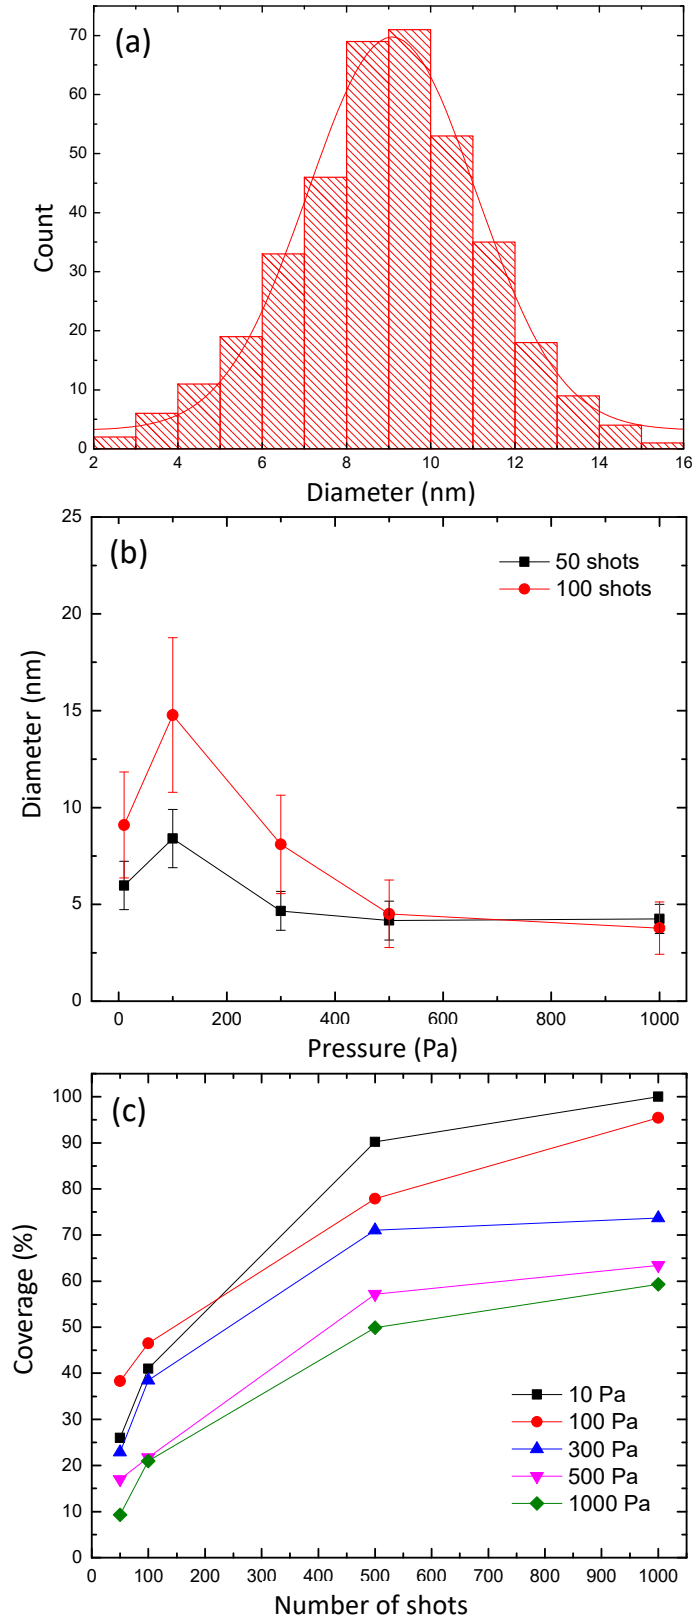 (a)
70
60
50
40
30
20
10
0
Count
2 4 6 8 10 12 14 16
Diameter (nm)
(b)
25
20
15
10
5
0
50 shots
100 shots
Diameter (nm)
0 200 400 600 800 1000
Pressure (Pa)
(c)
100
90
80
70
60
50
40
30
20
10
0
Coverage (%)
10 Pa
100 Pa
300 Pa
500 Pa
1000 Pa
0 100 200 300 400 500 600 700 800 900 1000
Number of shots